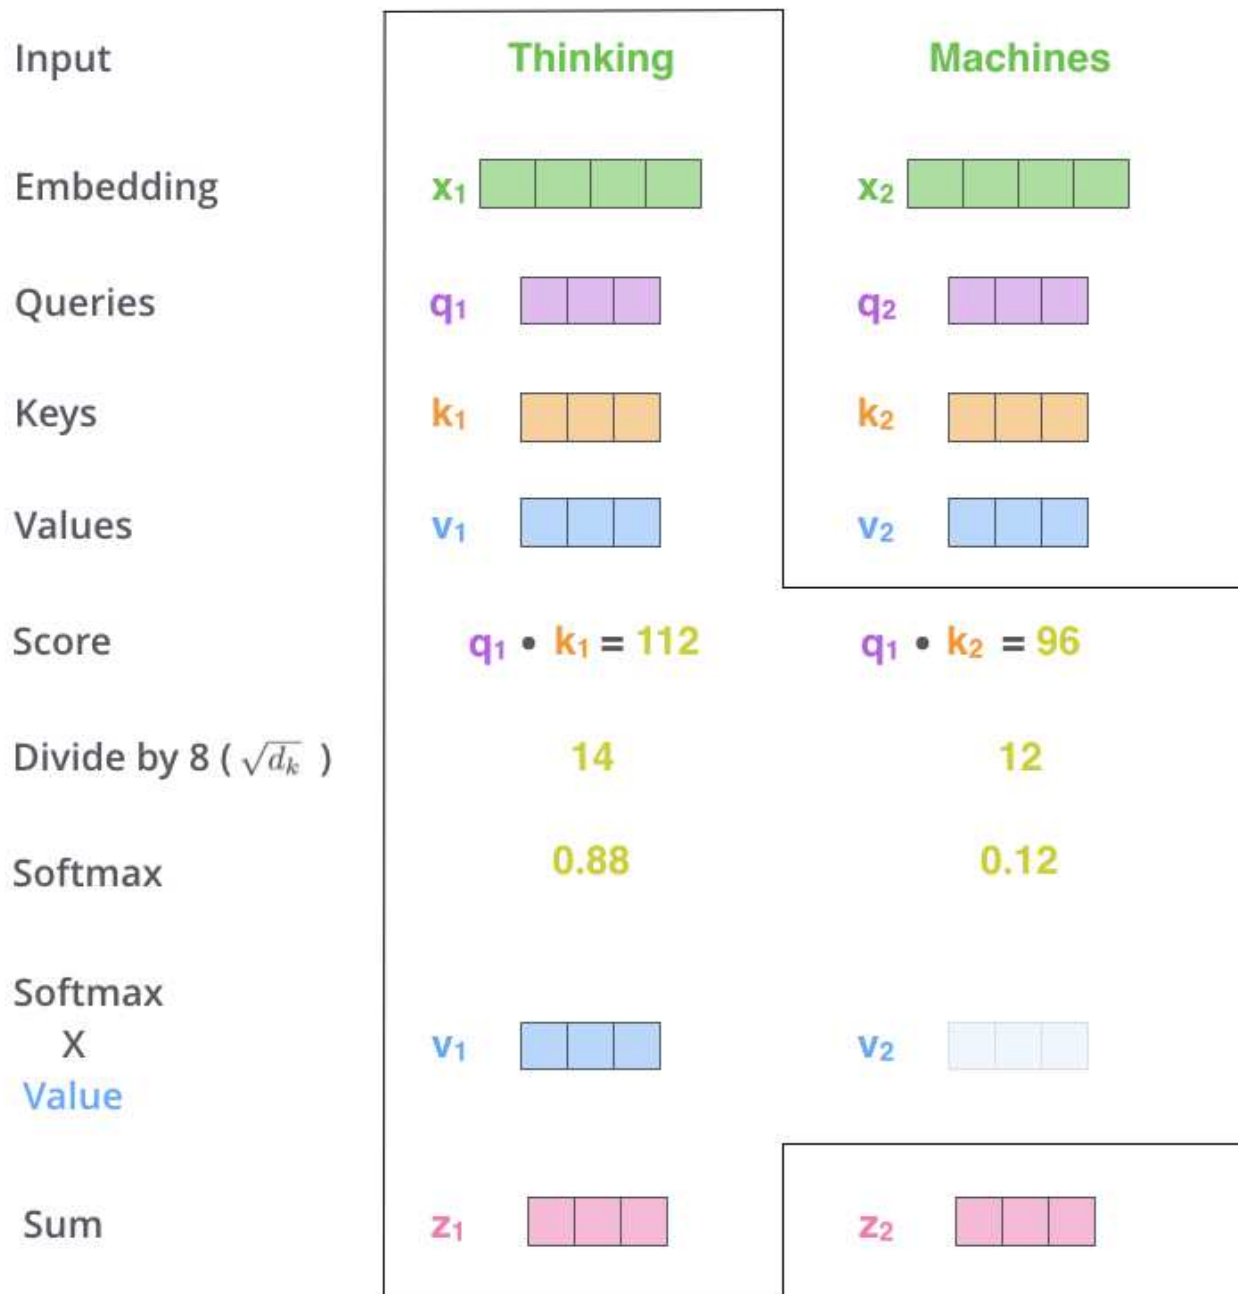 Input Thinking Machines
Embedding x₁ x₂
Queries q₁ q₂
Keys k₁ k₂
Values v₁ v₂
Score q₁ • k₁ = 112 q₁ • k₂ = 96
Divide by 8 ( √dₖ ) 14 12
Softmax 0.88 0.12
Softmax
X v₁ v₂
Value
Sum z₁ z₂